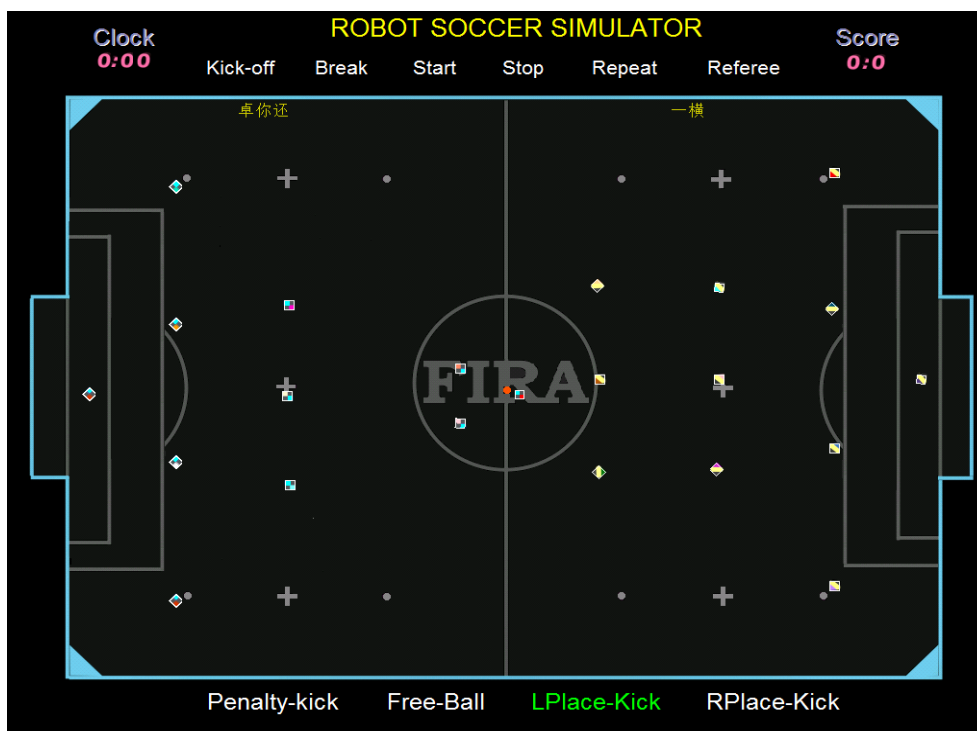 ROBOT SOCCER SIMULATOR
Clock
Score
0:00
0:0
Kick-off Break Start Stop Repeat Referee
卓你还
一横
FIRA
Penalty-kick Free-Ball LPlace-Kick RPlace-Kick